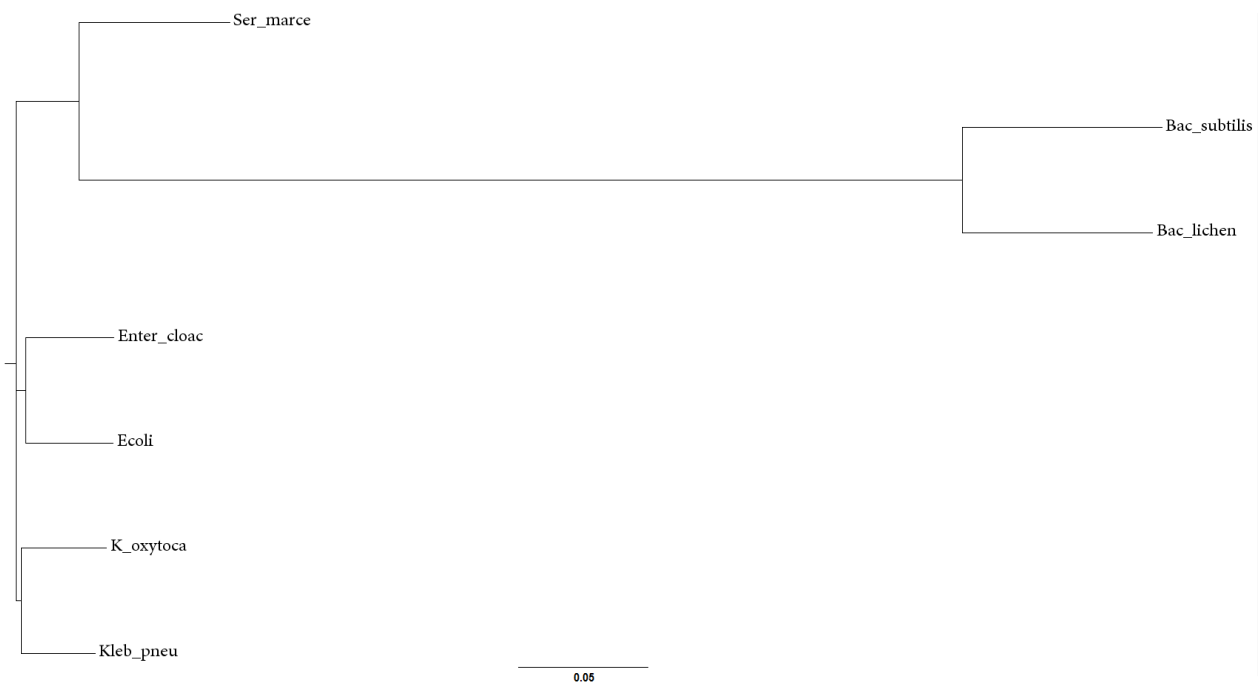 Ser_marce
Bac_subtilis
Bac_lichen
Enter_cloac
Ecoli
K_oxytoca
Kleb_pneu
0.05